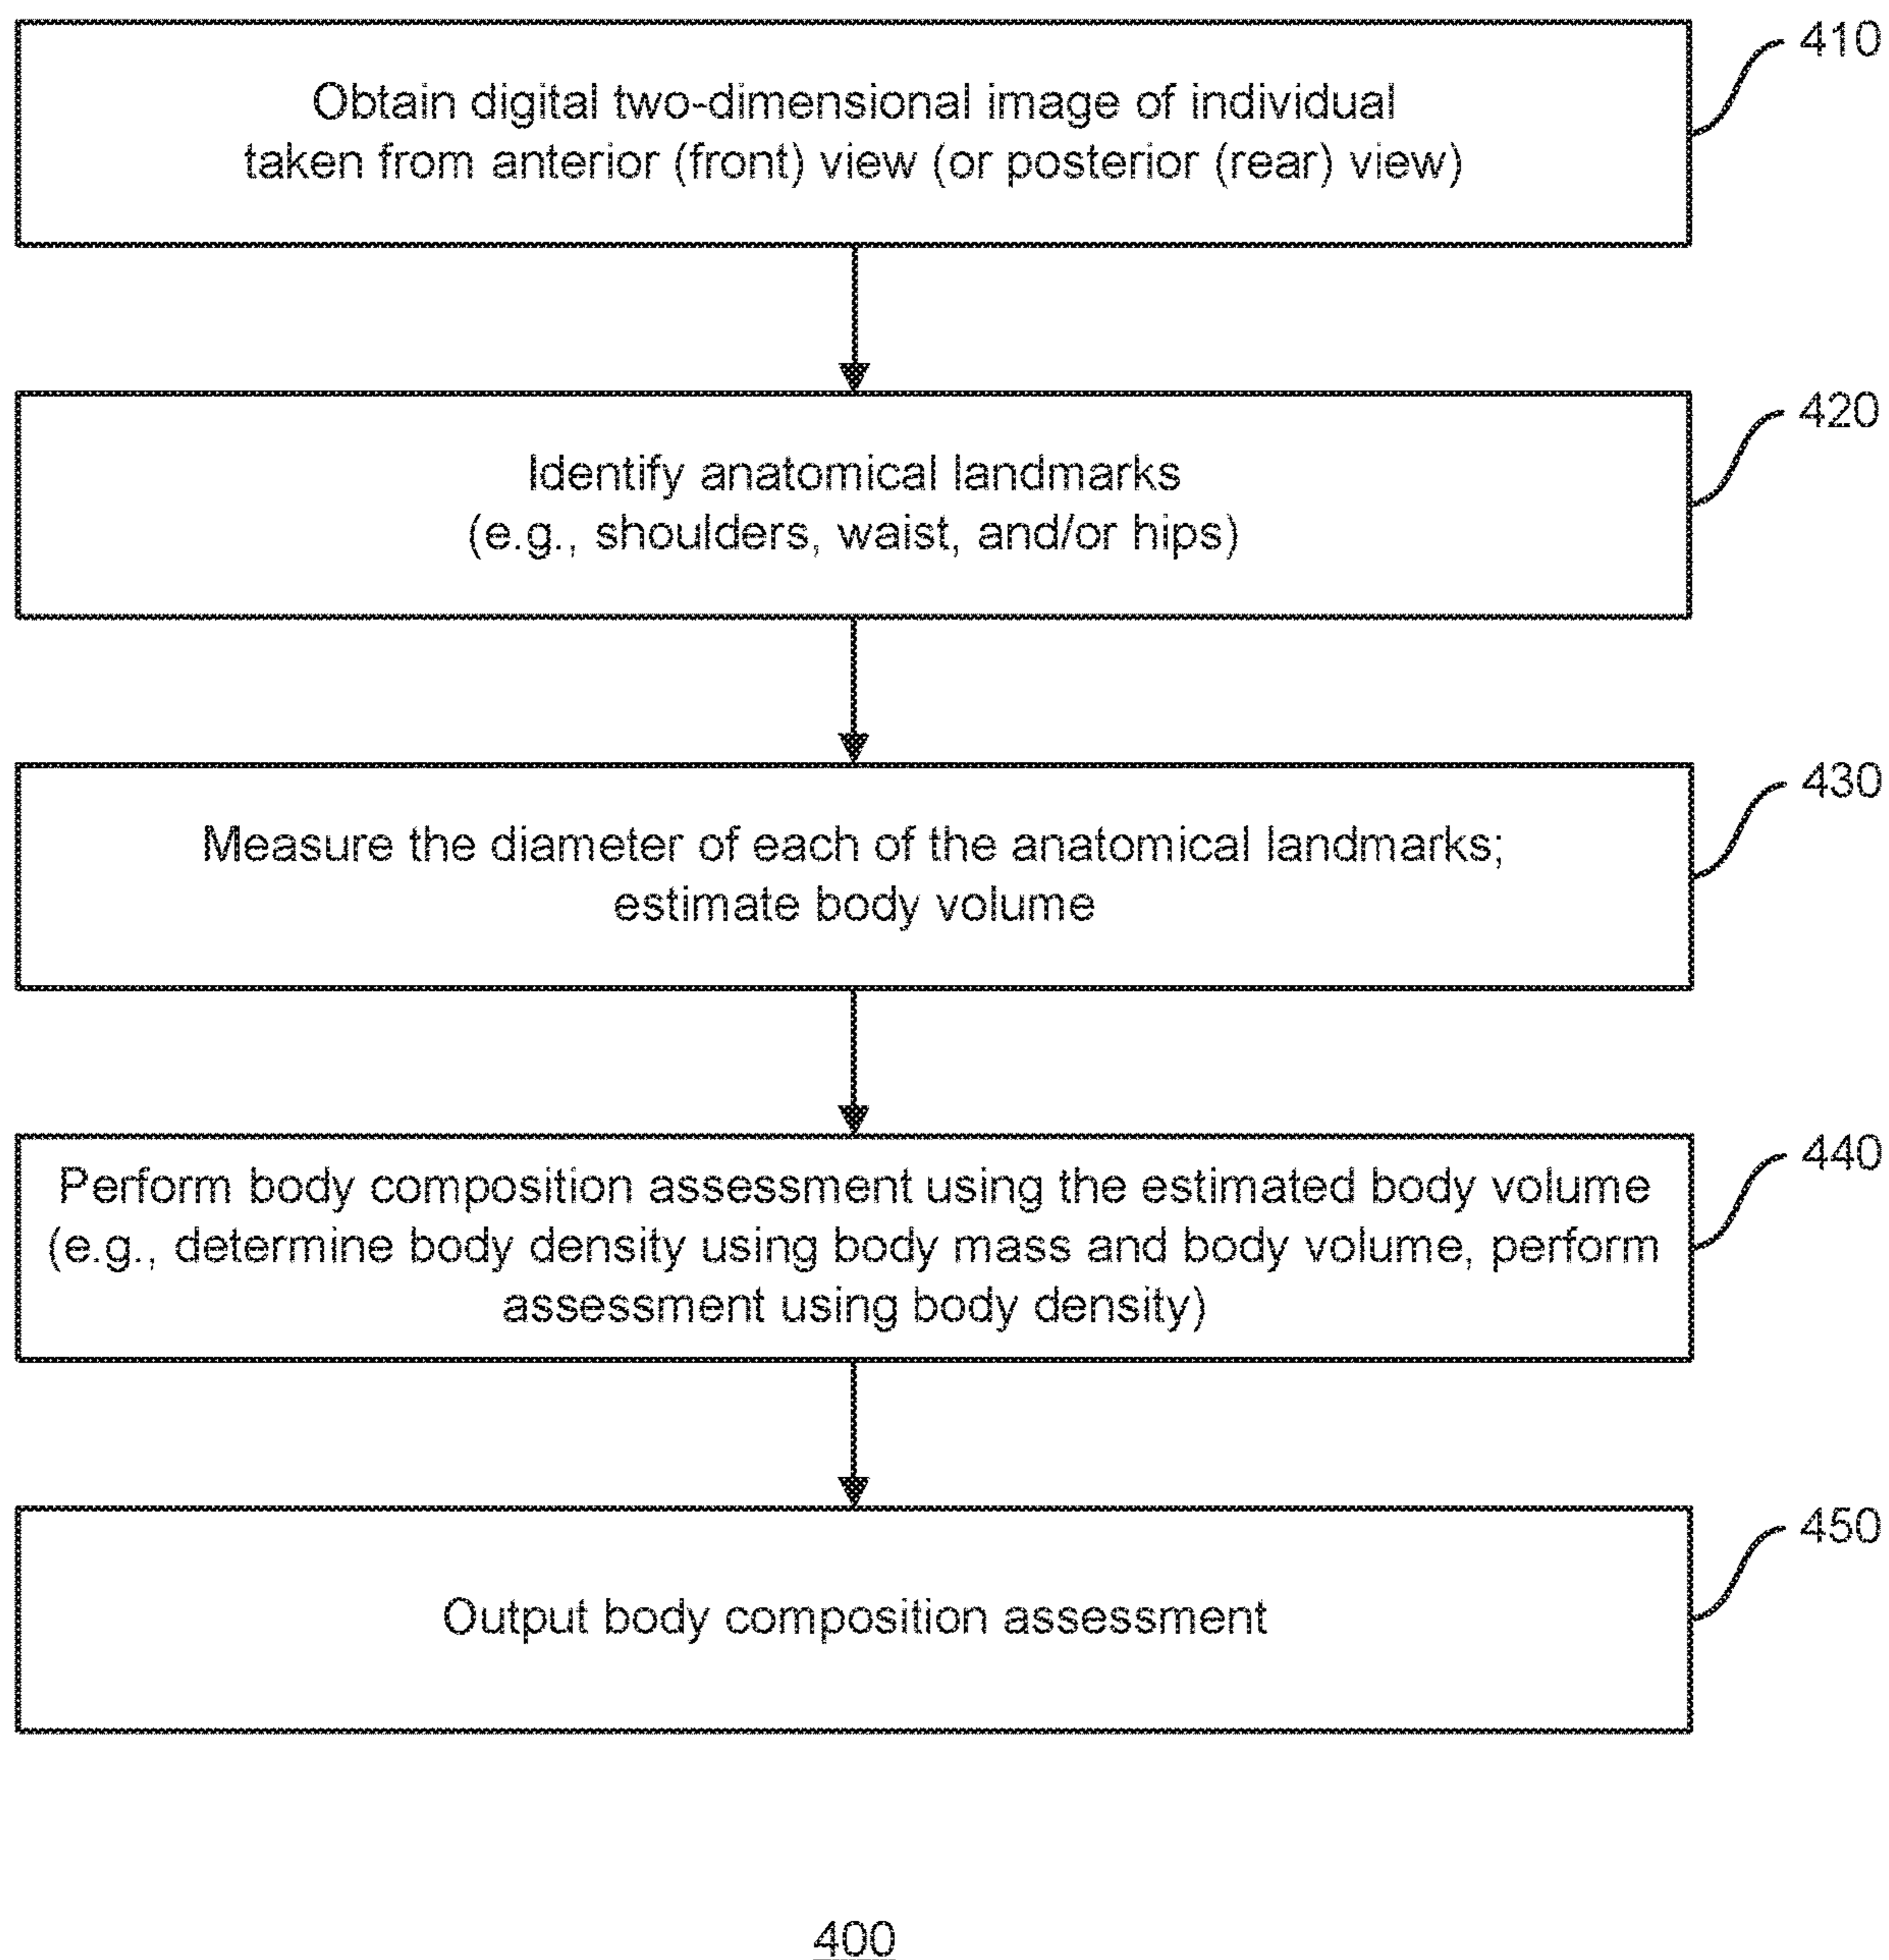 410
Obtain digital two-dimensional image of individual
taken from anterior (front) view (or posterior (rear) view)
420
Identify anatomical landmarks
(e.g., shoulders, waist, and/or hips)
430
Measure the diameter of each of the anatomical landmarks;
estimate body volume
440
Perform body composition assessment using the estimated body volume
(e.g., determine body density using body mass and body volume, perform
assessment using body density)
450
Output body composition assessment
400